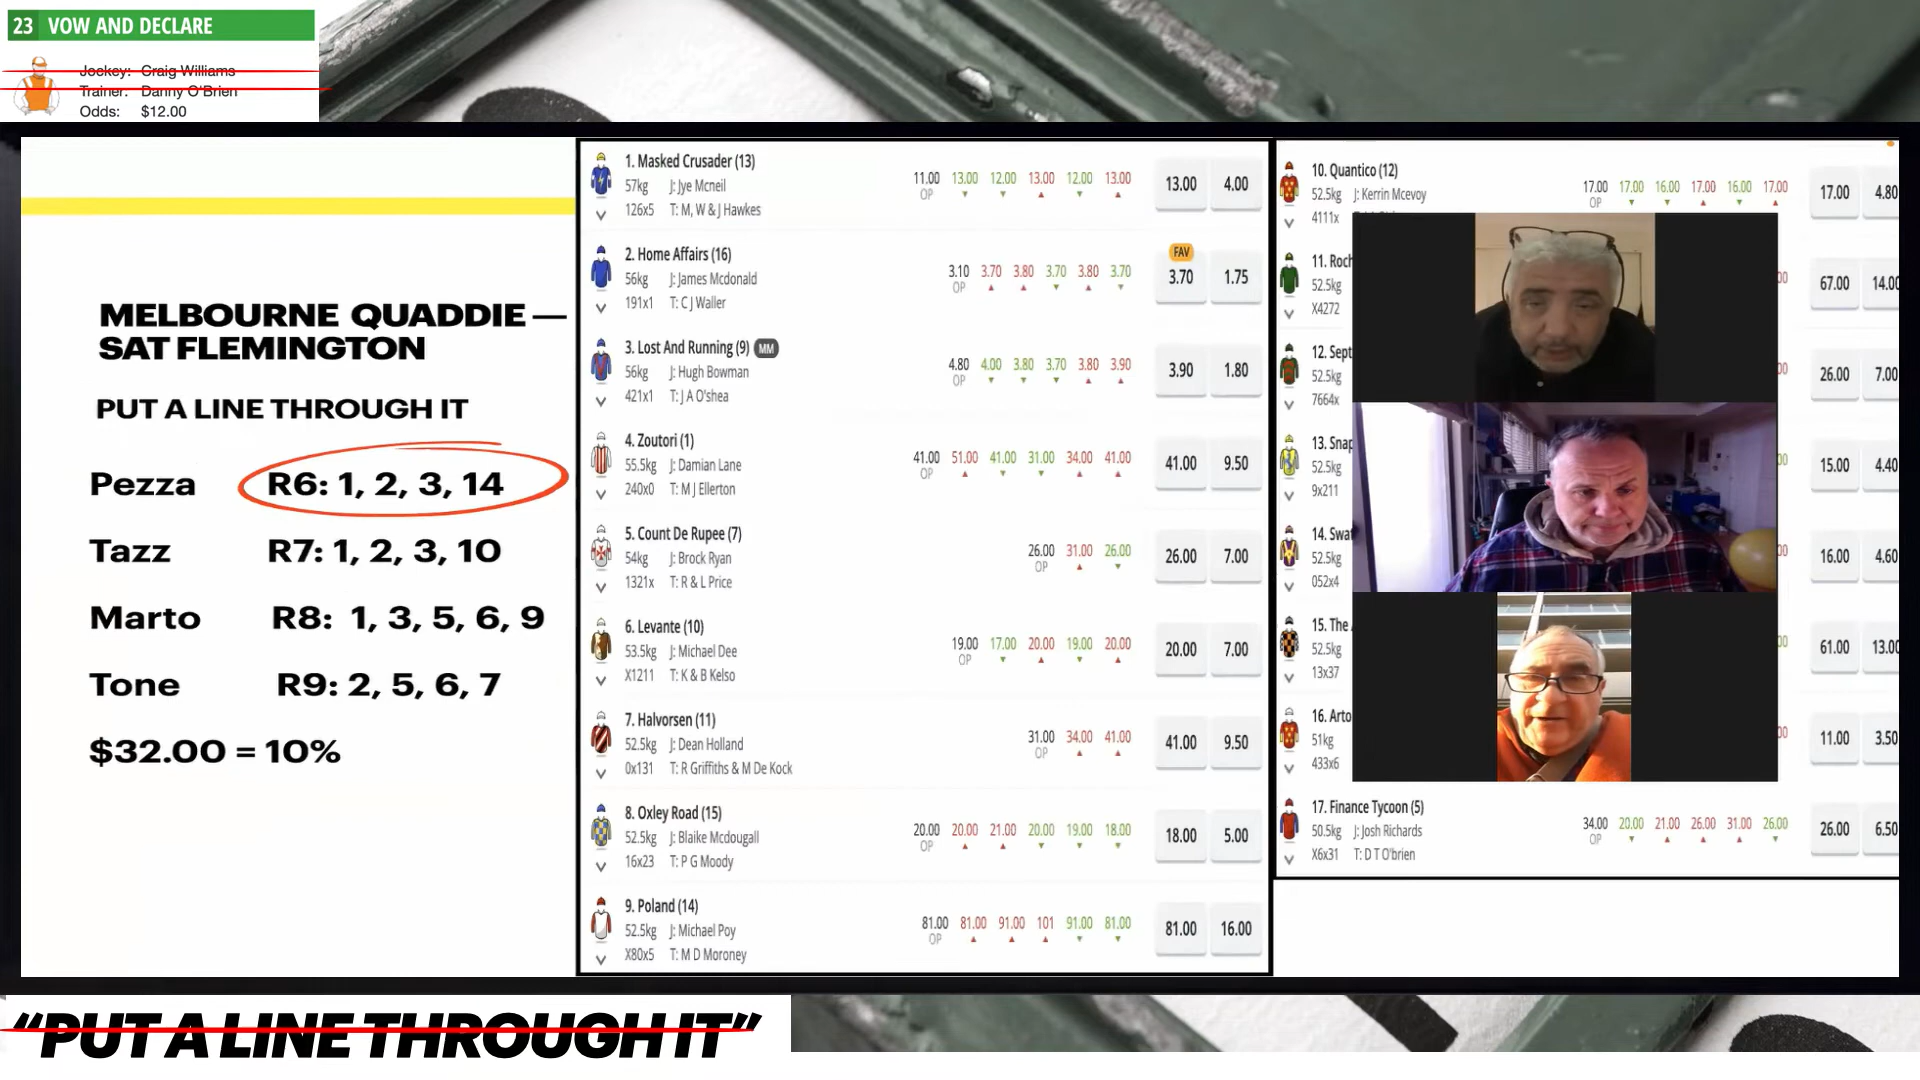 23 VOW AND DECLARE
Jockey: Craig Williams
Trainer: Danny O'Brien
Odds: $12.00
MELBOURNE QUADDIE —
SAT FLEMINGTON
PUT A LINE THROUGH IT
Pezza R6: 1, 2, 3, 14
Tazz R7: 1, 2, 3, 10
Marto R8: 1, 3, 5, 6, 9
Tone R9: 2, 5, 6, 7
$32.00 = 10%
1. Masked Crusader (13)
57kg J: Jye Mcneil 11.00 13.00 12.00 13.00 12.00 13.00 13.00 4.00
OP
126x5 T: M, W & J Hawkes
2. Home Affairs (16) FAV
56kg J: James Mcdonald 3.10 3.70 3.80 3.70 3.80 3.70 3.70 1.75
OP
191x1 T: C J Waller
3. Lost And Running (9) MM
56kg J: Hugh Bowman 4.80 4.00 3.80 3.70 3.80 3.90 3.90 1.80
OP
421x1 T: J A O'shea
4. Zoutori (1)
55.5kg J: Damian Lane 41.00 51.00 41.00 31.00 34.00 41.00 41.00 9.50
OP
240x0 T: M J Ellerton
5. Count De Rupee (7)
54kg J: Brock Ryan 26.00 31.00 26.00 26.00 7.00
OP
1321x T: R & L Price
6. Levante (10)
53.5kg J: Michael Dee 19.00 17.00 20.00 19.00 20.00 20.00 7.00
OP
X1211 T: K & B Kelso
7. Halvorsen (11)
52.5kg J: Dean Holland 31.00 34.00 41.00 41.00 9.50
OP
0x131 T: R Griffiths & M De Kock
8. Oxley Road (15)
52.5kg J: Blaike Mcdougall 20.00 20.00 21.00 20.00 19.00 18.00 18.00 5.00
OP
16x23 T: P G Moody
9. Poland (14)
52.5kg J: Michael Poy 81.00 81.00 91.00 101 91.00 81.00 81.00 16.00
OP
X80x5 T: M D Moroney
10. Quantico (12)
52.5kg J: Kerrin Mcevoy 17.00 17.00 16.00 17.00 16.00 17.00 17.00 4.80
OP
4111x
11. Roch
52.5kg 67.00 14.00
X4272
12. Sept
52.5kg 26.00 7.00
7664x
13. Snap
52.5kg 15.00 4.40
9x211
14. Swa
52.5kg 16.00 4.60
052x4
15. The
52.5kg 61.00 13.00
13x37
16. Arto
51kg 11.00 3.50
433x6
17. Finance Tycoon (5)
50.5kg J: Josh Richards 34.00 20.00 21.00 26.00 31.00 26.00 26.00 6.50
OP
X6x31 T: D T O'brien
"PUT A LINE THROUGH IT"